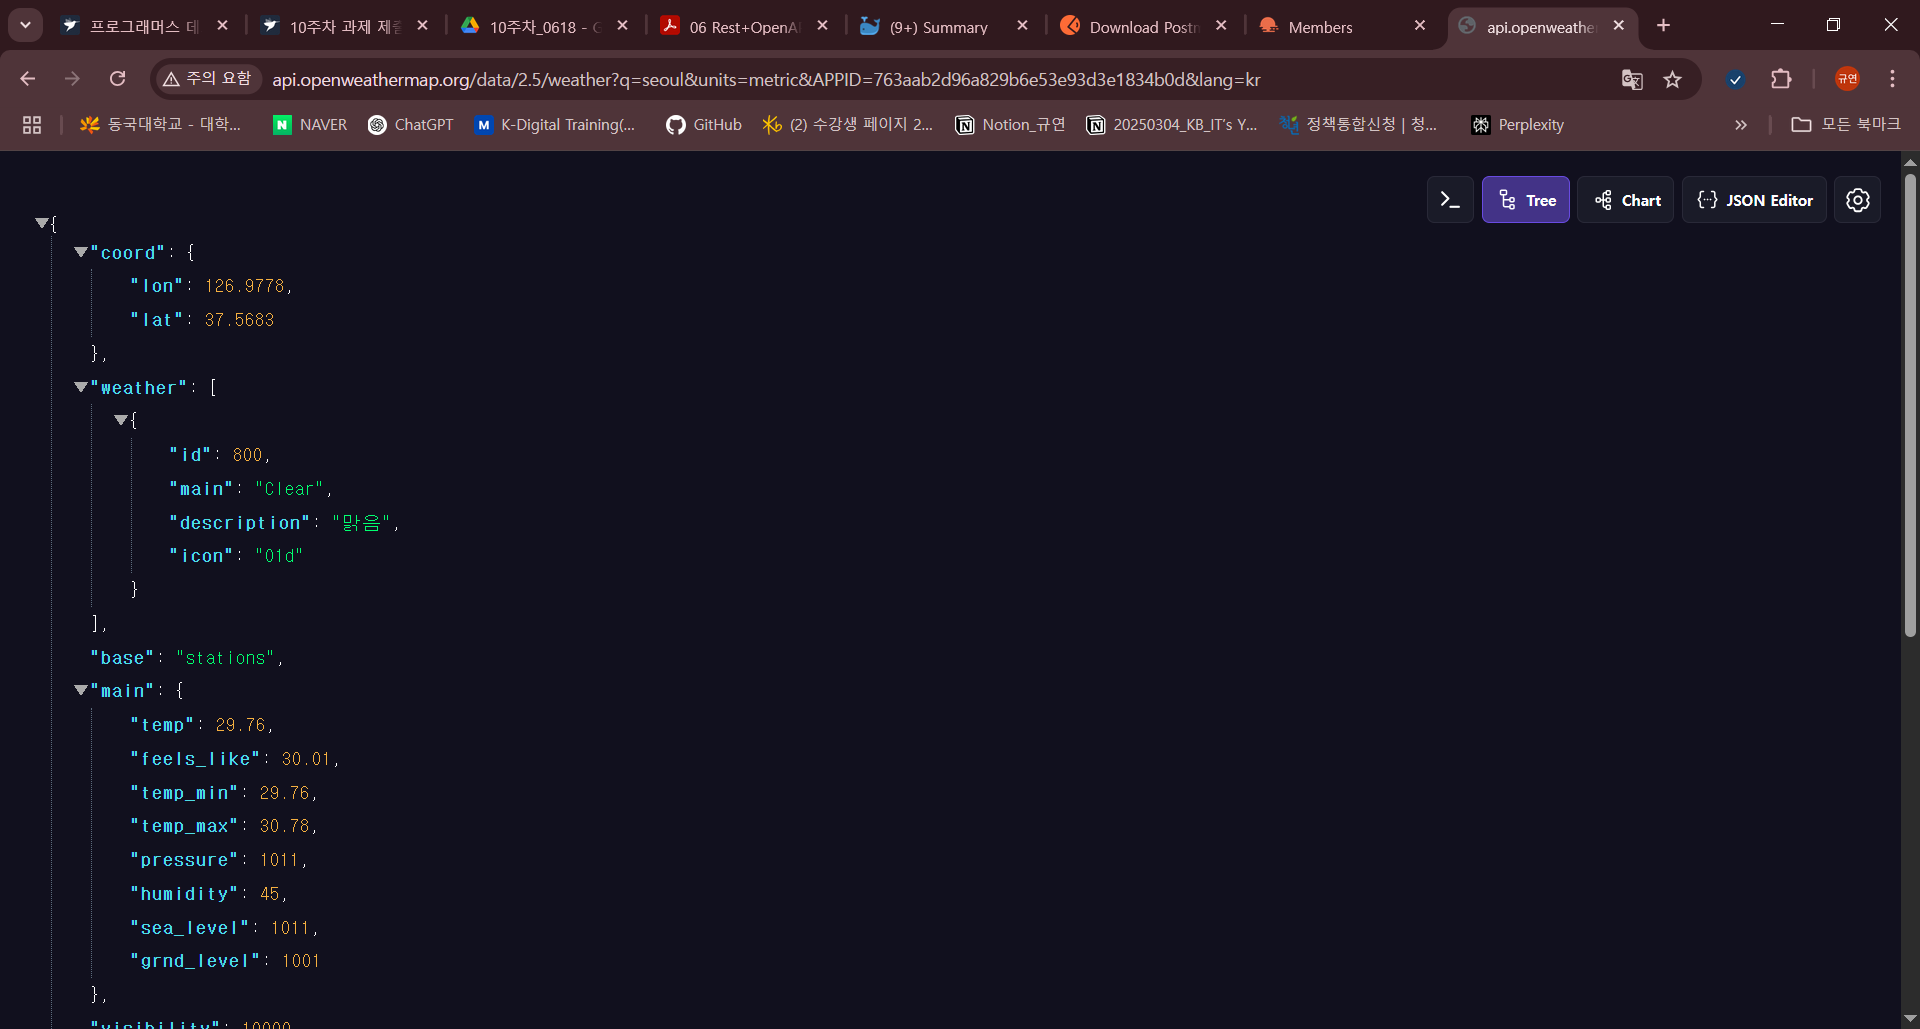 프로그래머스 데
10주차 과제 제출
10주차_0618 - G
06 Rest+OpenAI
(9+) Summary
Download Postm
Members
api.openweathe
주의 요함
api.openweathermap.org/data/2.5/weather?q=seoul&units=metric&APPID=763aab2d96a829b6e53e93d3e1834b0d&lang=kr
규연
동국대학교 - 대학...
NAVER
ChatGPT
K-Digital Training(...
GitHub
(2) 수강생 페이지 2...
Notion_규연
20250304_KB_IT's Y...
정책통합신청 | 청...
Perplexity
모든 북마크
Tree
Chart
JSON Editor
{
"coord": {
"lon": 126.9778,
"lat": 37.5683
},
"weather": [
{
"id": 800,
"main": "Clear",
"description": "맑음",
"icon": "01d"
}
],
"base": "stations",
"main": {
"temp": 29.76,
"feels_like": 30.01,
"temp_min": 29.76,
"temp_max": 30.78,
"pressure": 1011,
"humidity": 45,
"sea_level": 1011,
"grnd_level": 1001
},
"visibility": 10000